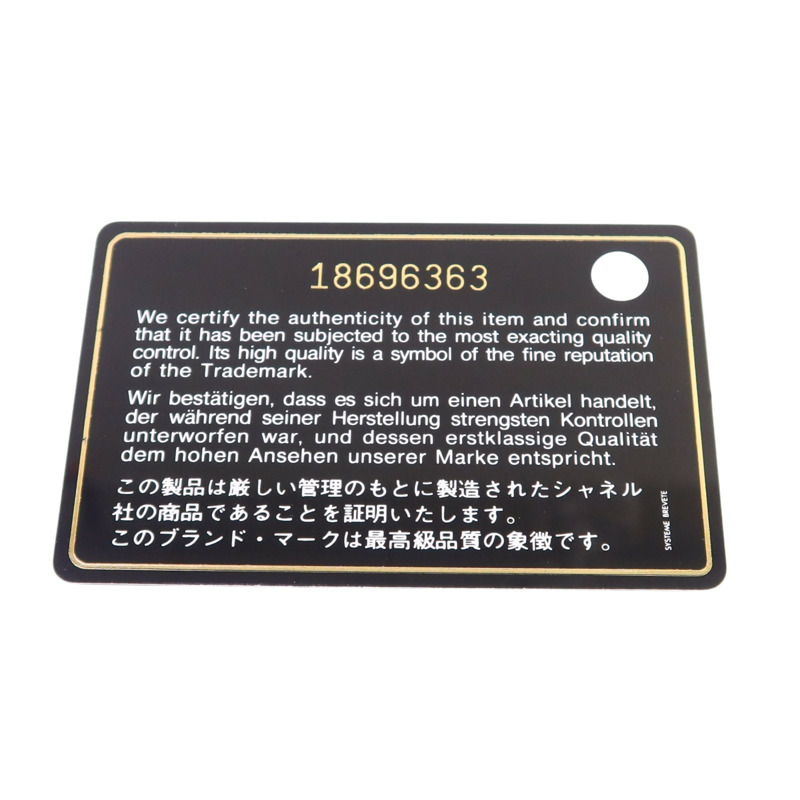 18696363
We certify the authenticity of this item and confirm
that it has been subjected to the most exacting quality
control. Its high quality is a symbol of the fine reputation
of the Trademark.
Wir bestätigen, dass es sich um einen Artikel handelt,
der während seiner Herstellung strengsten Kontrollen
unterworfen war, und dessen erstklassige Qualität
dem hohen Ansehen unserer Marke entspricht.
この製品は厳しい管理のもとに製造されたシャネル
社の商品であることを証明いたします。
このブランド・マークは最高級品質の象徴です。
SYSTEME BREVETE